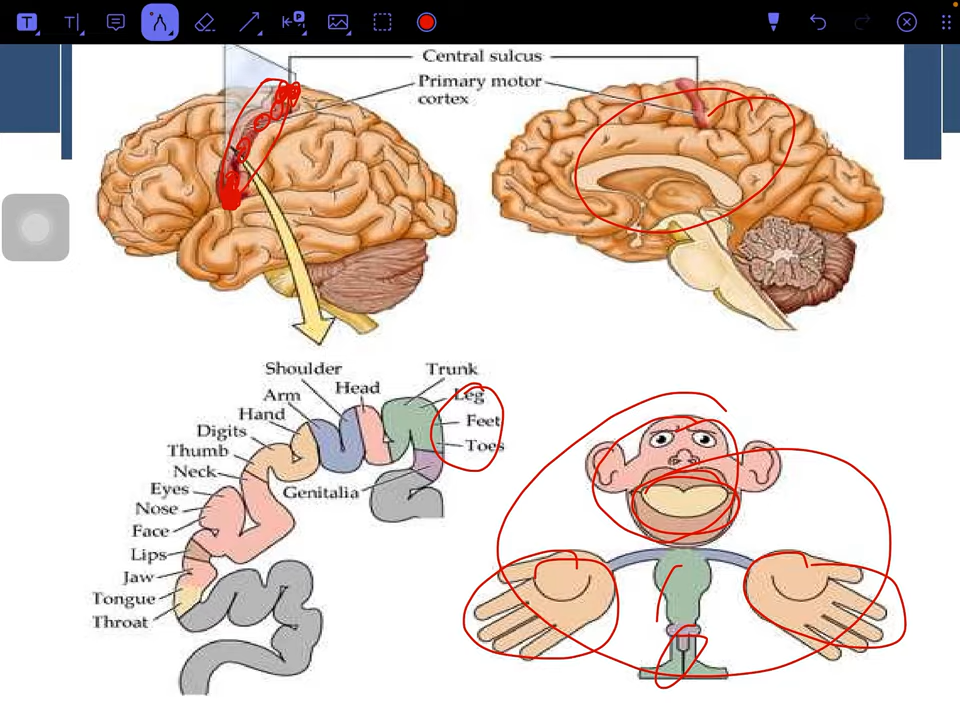 Central sulcus
Primary motor
cortex
Shoulder
Trunk
Arm
Head
Leg
Hand
Feet
Digits
Toes
Thumb
Neck
Eyes
Genitalia
Nose
Face
Lips
Jaw
Tongue
Throat